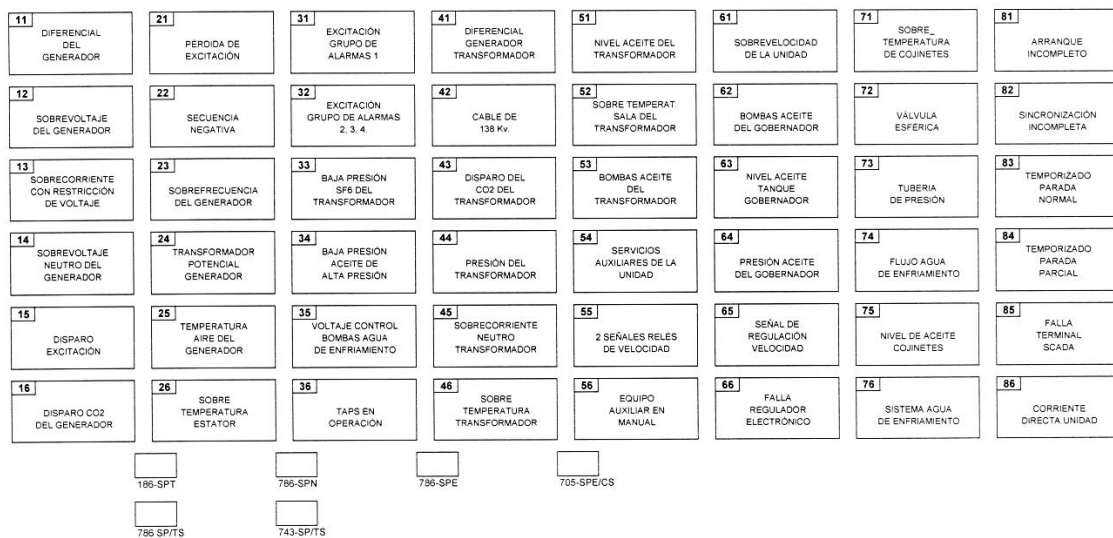 11
DIFERENCIAL
DEL
GENERADOR
21
PÉRDIDA DE
EXCITACIÓN
31
EXCITACIÓN
GRUPO DE
ALARMAS 1
41
DIFERENCIAL
GENERADOR
TRANSFORMADOR
51
NIVEL ACEITE DEL
TRANSFORMADOR
61
SOBREVELOCIDAD
DE LA UNIDAD
71
SOBRE_
TEMPERATURA
DE COJINETES
81
ARRANQUE
INCOMPLETO
12
SOBREVOLTAJE
DEL GENERADOR
22
SECUENCIA
NEGATIVA
32
EXCITACIÓN
GRUPO DE ALARMAS
2, 3, 4.
42
CABLE DE
138 Kv.
52
SOBRE TEMPERAT.
SALA DEL
TRANSFORMADOR
62
BOMBAS ACEITE
DEL GOBERNADOR
72
VÁLVULA
ESFÉRICA
82
SINCRONIZACIÓN
INCOMPLETA
13
SOBRECORRIENTE
CON RESTRICCIÓN
DE VOLTAJE
23
SOBREFRECUENCIA
DEL GENERADOR
33
BAJA PRESIÓN
SF6 DEL
TRANSFORMADOR
43
DISPARO DEL
CO2 DEL
TRANSFORMADOR
53
BOMBAS ACEITE
DEL
TRANSFORMADOR
63
NIVEL ACEITE
TANQUE
GOBERNADOR
73
TUBERIA
DE PRESIÓN
83
TEMPORIZADO
PARADA
NORMAL
14
SOBREVOLTAJE
NEUTRO DEL
GENERADOR
24
TRANSFORMADOR
POTENCIAL
GENERADOR
34
BAJA PRESIÓN
ACEITE DE
ALTA PRESIÓN
44
PRESIÓN DEL
TRANSFORMADOR
54
SERVICIOS
AUXILIARES DE LA
UNIDAD
64
PRESIÓN ACEITE
DEL GOBERNADOR
74
FLUJO AGUA
DE ENFRIAMIENTO
84
TEMPORIZADO
PARADA
PARCIAL
15
DISPARO
EXCITACIÓN
25
TEMPERATURA
AIRE DEL
GENERADOR
35
VOLTAJE CONTROL
BOMBAS AGUA
DE ENFRIAMIENTO
45
SOBRECORRIENTE
NEUTRO
TRANSFORMADOR
55
2 SEÑALES RELÉS
DE VELOCIDAD
65
SEÑAL DE
REGULACIÓN
VELOCIDAD
75
NIVEL DE ACEITE
COJINETES
85
FALLA
TERMINAL
SCADA
16
DISPARO CO2
DEL GENERADOR
26
SOBRE
TEMPERATURA
ESTATOR
36
TAPS EN
OPERACIÓN
46
SOBRE
TEMPERATURA
TRANSFORMADOR
56
EQUIPO
AUXILIAR EN
MANUAL
66
FALLA
REGULADOR
ELECTRÓNICO
76
SISTEMA AGUA
DE ENFRIAMIENTO
86
CORRIENTE
DIRECTA UNIDAD
186-SPT
786-SPN
786-SPE
705-SPE/CS
786 SP/TS
743-SP/TS